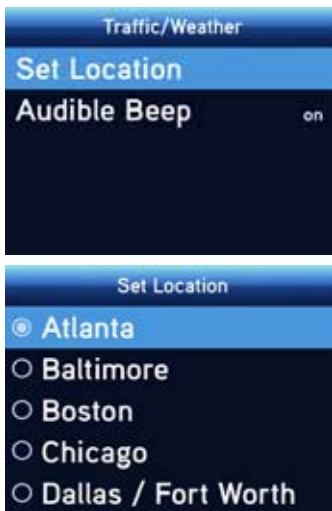 Traffic/Weather
Set Location
Audible Beep on
Set Location
Atlanta
Baltimore
Boston
Chicago
Dallas / Fort Worth